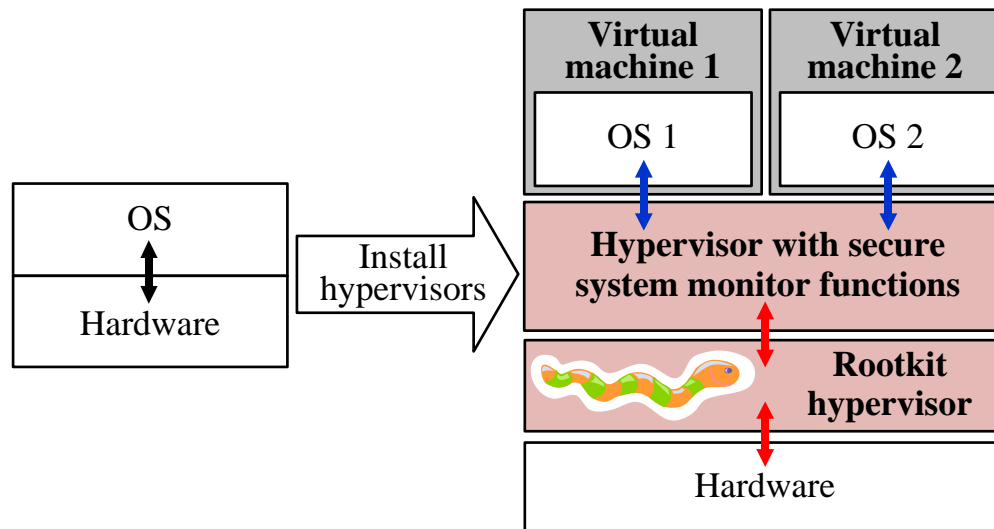 OS
Hardware
Install
hypervisors
Virtual
machine 1
OS 1
Virtual
machine 2
OS 2
Hypervisor with secure
system monitor functions
Rootkit
hypervisor
Hardware